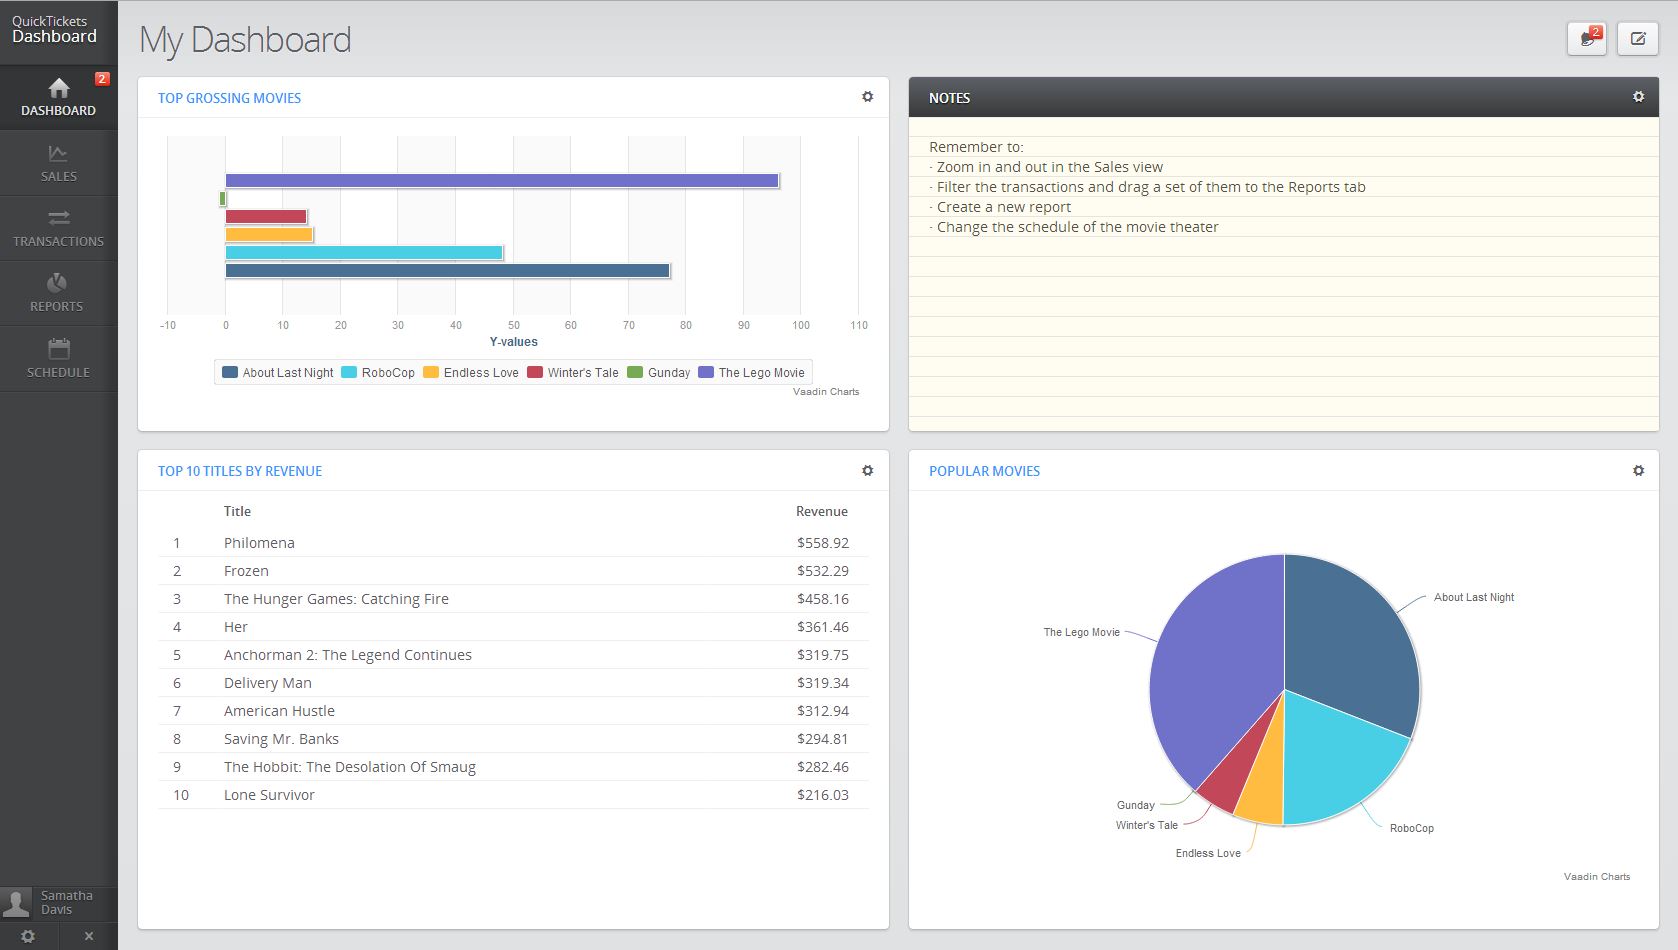 QuickTickets
Dashboard
2
DASHBOARD
SALES
TRANSACTIONS
REPORTS
SCHEDULE
Samatha
Davis
My Dashboard
2
TOP GROSSING MOVIES
-10 0 10 20 30 40 50 60 70 80 90 100 110
Y-values
About Last Night RoboCop Endless Love Winter's Tale Gunday The Lego Movie
Vaadin Charts
NOTES
Remember to:
· Zoom in and out in the Sales view
· Filter the transactions and drag a set of them to the Reports tab
· Create a new report
· Change the schedule of the movie theater
TOP 10 TITLES BY REVENUE
Title Revenue
1 Philomena $558.92
2 Frozen $532.29
3 The Hunger Games: Catching Fire $458.16
4 Her $361.46
5 Anchorman 2: The Legend Continues $319.75
6 Delivery Man $319.34
7 American Hustle $312.94
8 Saving Mr. Banks $294.81
9 The Hobbit: The Desolation Of Smaug $282.46
10 Lone Survivor $216.03
POPULAR MOVIES
About Last Night
The Lego Movie
Gunday
Winter's Tale
RoboCop
Endless Love
Vaadin Charts